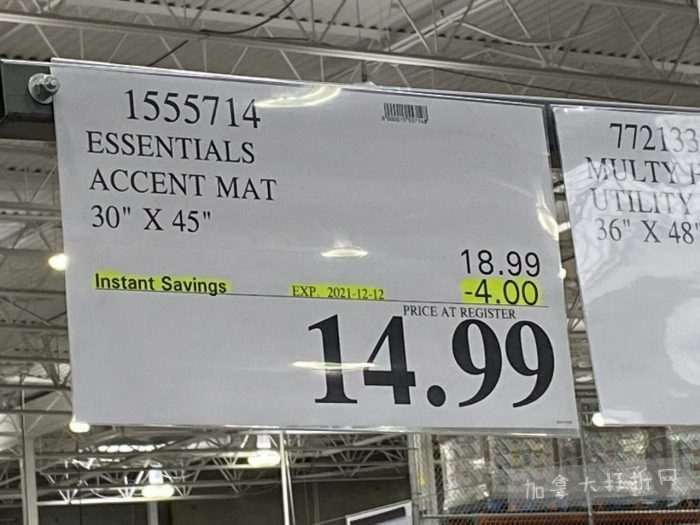 1555714
ESSENTIALS
ACCENT MAT
30" X 45"
18.99
Instant Savings EXP. 2021-12-12 -4.00
PRICE AT REGISTER
14.99
772133
MULTY H
UTILITY
36" X 48"
加拿大打折网